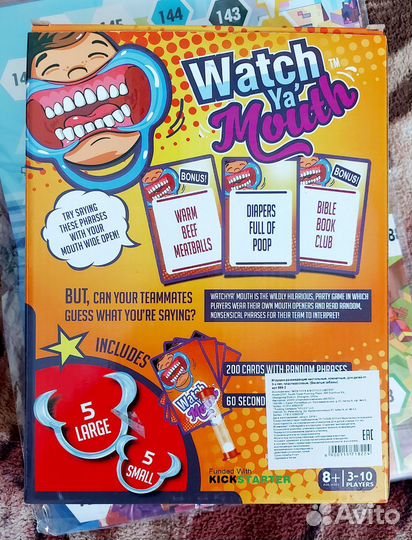 145
144
143
Watch
Ya'
Mouth
TM
BONUS!
WARM
BEEF
MEATBALLS
DIAPERS
FULL OF
POOP
BONUS!
BIBLE
BOOK
CLUB
TRY SAYING
THESE PHRASES
WITH YOUR
MOUTH WIDE OPEN!
BUT, CAN YOUR TEAMMATES
GUESS WHAT YOU'RE SAYING?
WATCHYA' MOUTH IS THE WILDLY HILARIOUS, PARTY GAME IN WHICH
PLAYERS WEAR THEIR OWN MOUTH OPENERS AND READ RANDOM,
NONSENSICAL PHRASES FOR THEIR TEAM TO INTERPRET!
INCLUDES
5
LARGE
5
SMALL
200 CARDS WITH RANDOM PHRASES
60 SECOND
Watch
Ya'
Mouth
Funded With
KICKSTARTER
EAC
8+
3-10
PLAYERS
Avito